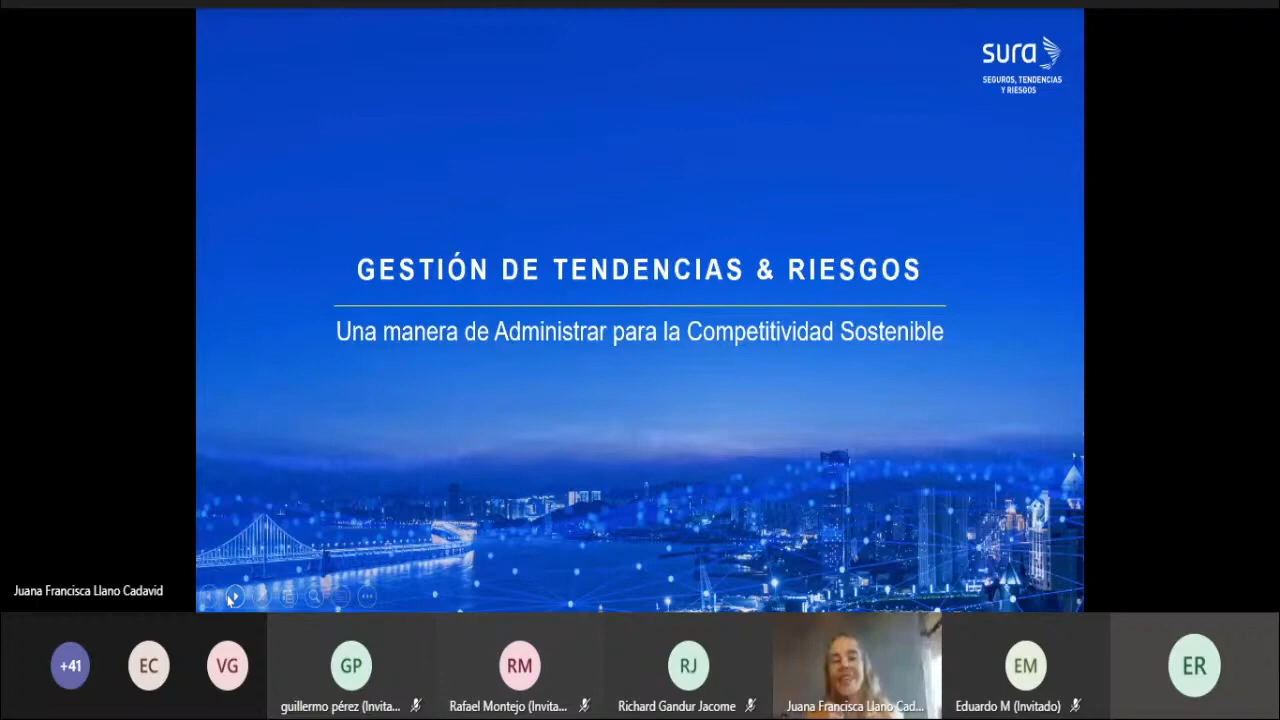 sura
SEGUROS, TENDENCIAS
Y RIESGOS
GESTIÓN DE TENDENCIAS & RIESGOS
Una manera de Administrar para la Competitividad Sostenible
Juana Francisca Llano Cadavid
+41
EC
VG
GP
RM
RJ
EM
ER
guillermo pérez (Invita...
Rafael Montejo (Invita...
Richard Gandur Jacome
Juana Francisca Llano Cad...
Eduardo M (Invitado)